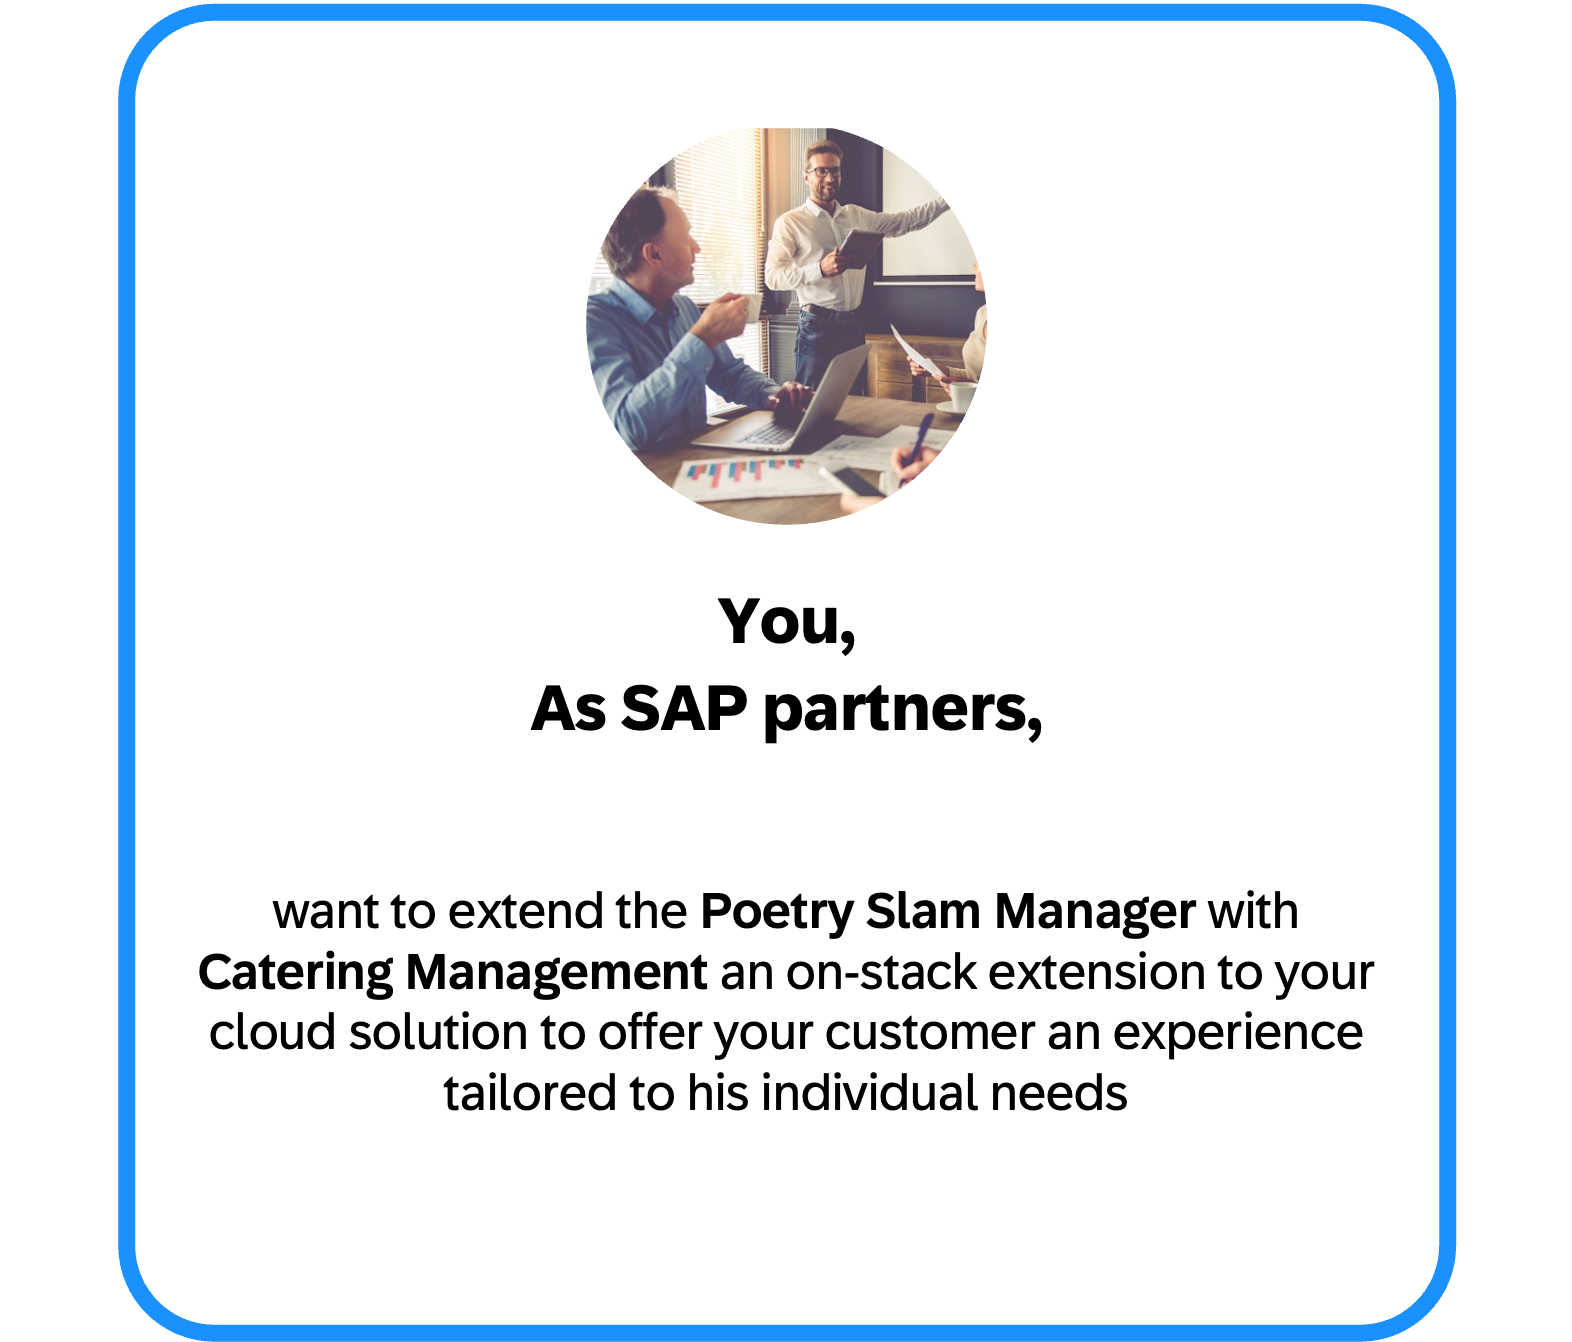 You,
As SAP partners,
want to extend the Poetry Slam Manager with
Catering Management an on-stack extension to your
cloud solution to offer your customer an experience
tailored to his individual needs